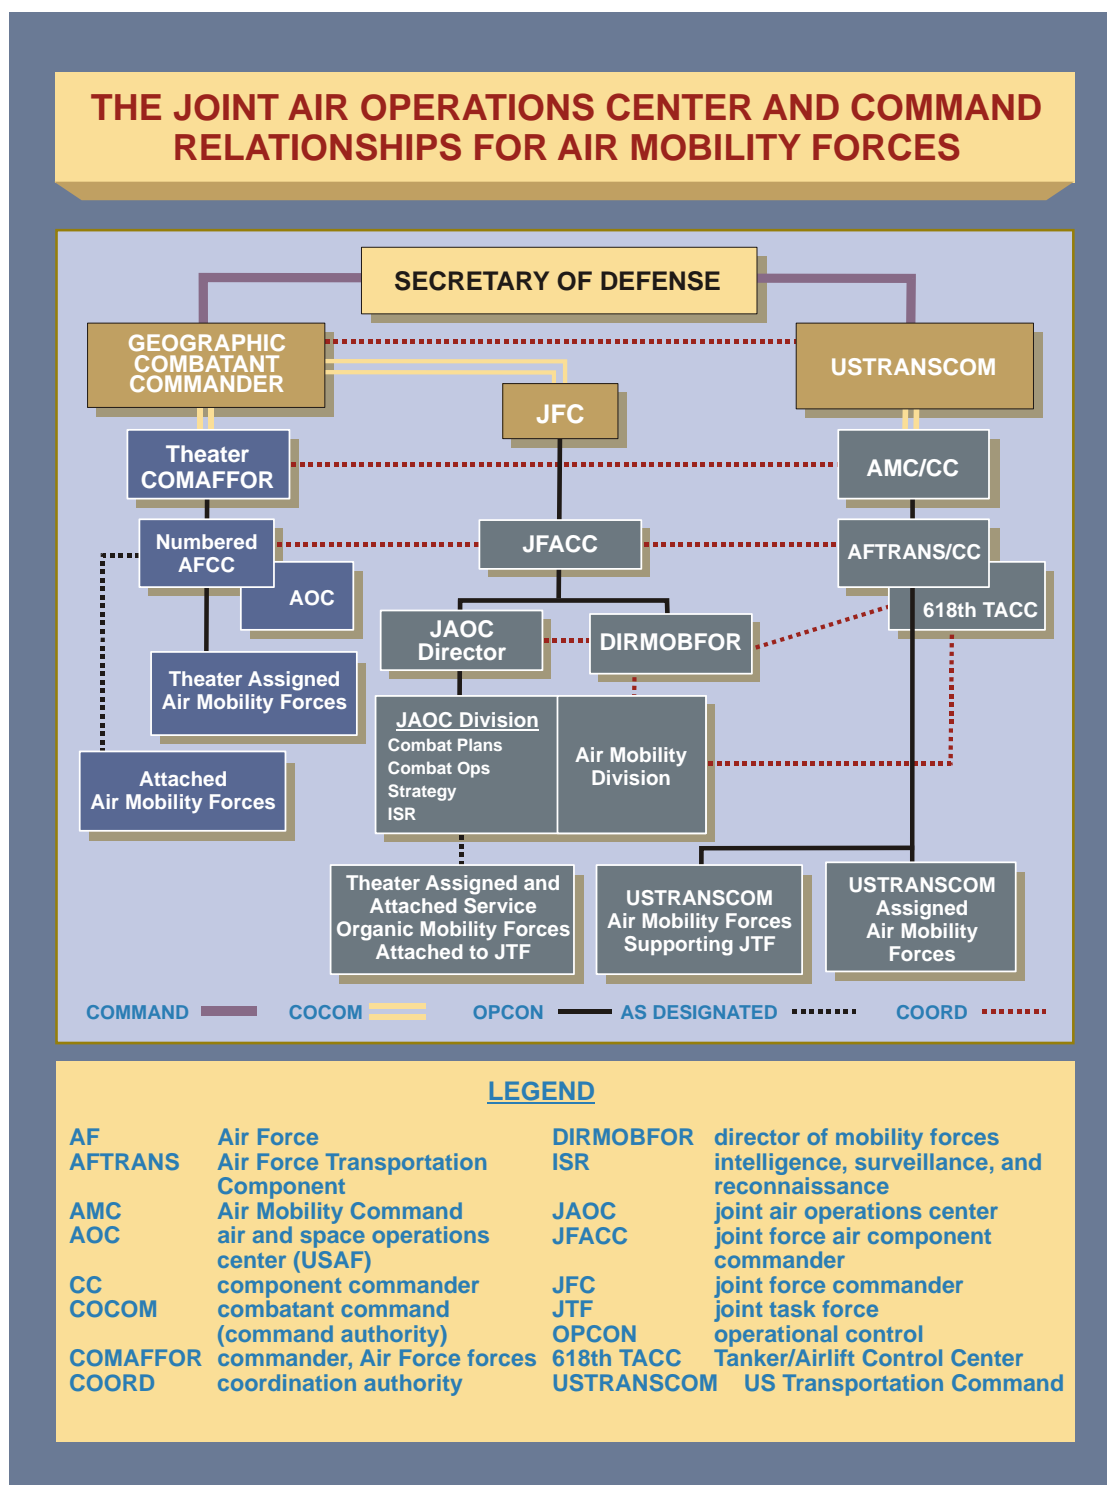 THE JOINT AIR OPERATIONS CENTER AND COMMAND
RELATIONSHIPS FOR AIR MOBILITY FORCES
SECRETARY OF DEFENSE
GEOGRAPHIC
COMBATANT
COMMANDER
USTRANSCOM
JFC
Theater
COMAFFOR
AMC/CC
Numbered
AFCC
JFACC
AFTRANS/CC
AOC
618th TACC
JAOC
Director
DIRMOBFOR
Theater Assigned
Air Mobility Forces
JAOC Division
Combat Plans
Combat Ops
Strategy
ISR
Air Mobility
Division
Attached
Air Mobility Forces
Theater Assigned and
Attached Service
Organic Mobility Forces
Attached to JTF
USTRANSCOM
Air Mobility Forces
Supporting JTF
USTRANSCOM
Assigned
Air Mobility
Forces
COMMAND COCOM OPCON AS DESIGNATED COORD
LEGEND
AF Air Force
AFTRANS Air Force Transportation
Component
AMC Air Mobility Command
AOC air and space operations
center (USAF)
CC component commander
COCOM combatant command
(command authority)
COMAFFOR commander, Air Force forces
COORD coordination authority
DIRMOBFOR director of mobility forces
ISR intelligence, surveillance, and
reconnaissance
JAOC joint air operations center
JFACC joint force air component
commander
JFC joint force commander
JTF joint task force
OPCON operational control
618th TACC Tanker/Airlift Control Center
USTRANSCOM US Transportation Command